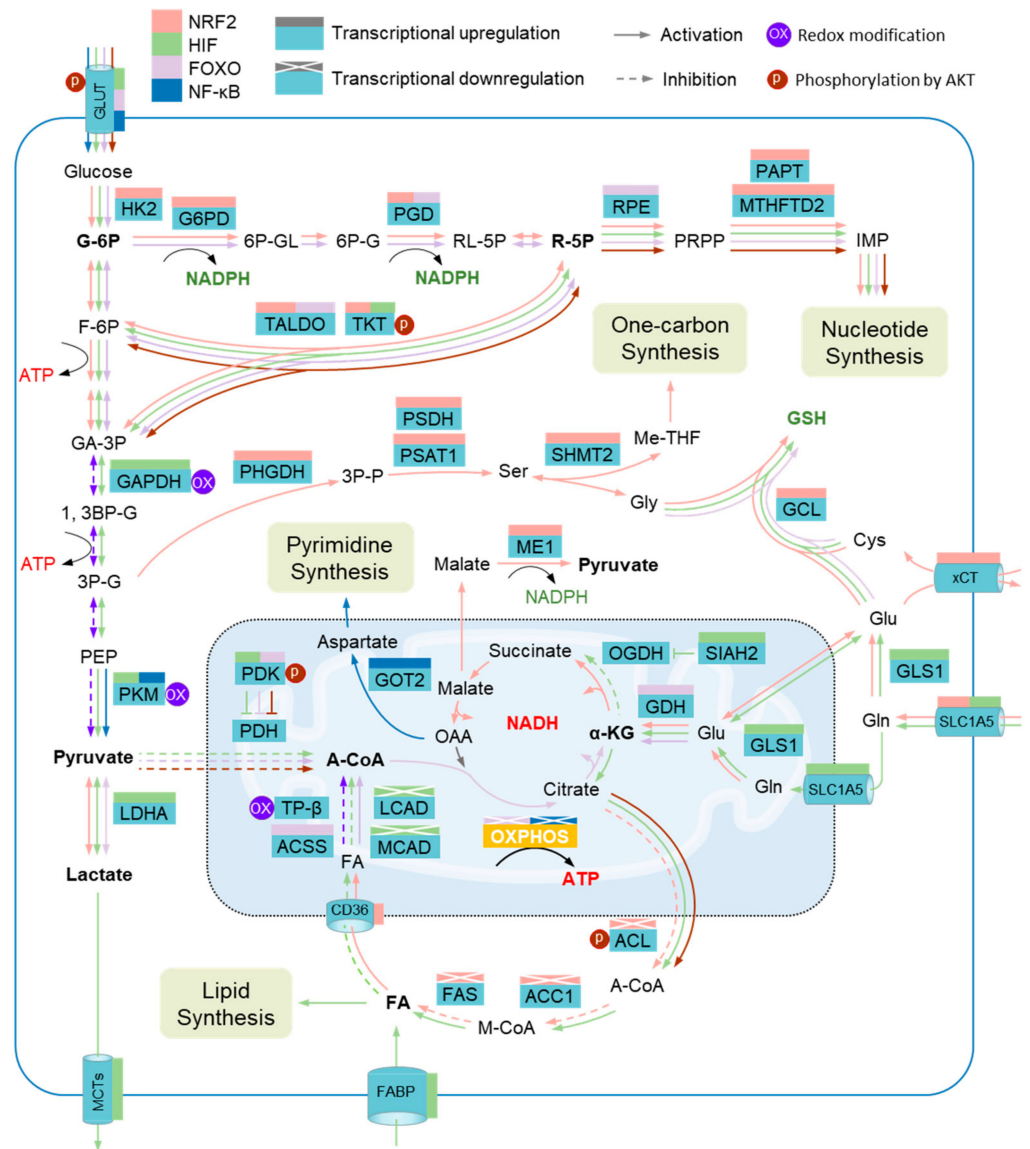 NRF2
HIF
FOXO
NF-κB
Transcriptional upregulation
Transcriptional downregulation
Activation
Inhibition
OX Redox modification
p Phosphorylation by AKT
p
GLUT
Glucose
HK2
G6PD
PGD
RPE
PAPT
MTHFTD2
G-6P
6P-GL
6P-G
RL-5P
R-5P
PRPP
IMP
NADPH
NADPH
TALDO
TKT
p
F-6P
ATP
One-carbon
Synthesis
Nucleotide
Synthesis
GA-3P
GAPDH
OX
PHGDH
3P-P
PSDH
PSAT1
Ser
SHMT2
Me-THF
Gly
GSH
GCL
1, 3BP-G
ATP
3P-G
Cys
xCT
Pyrimidine
Synthesis
Malate
ME1
Pyruvate
NADPH
Glu
PEP
PKM
OX
Aspartate
PDK
p
PDH
GOT2
Succinate
OGDH
SIAH2
GLS1
Malate
NADH
GDH
OAA
α-KG
Glu
GLS1
Gln
SLC1A5
Pyruvate
A-CoA
Citrate
Gln
SLC1A5
LDHA
OX
TP-β
LCAD
ACSS
FA
MCAD
OXPHOS
ATP
Lactate
CD36
p
ACL
A-CoA
Lipid
Synthesis
FA
FAS
ACC1
M-CoA
MCTs
FABP